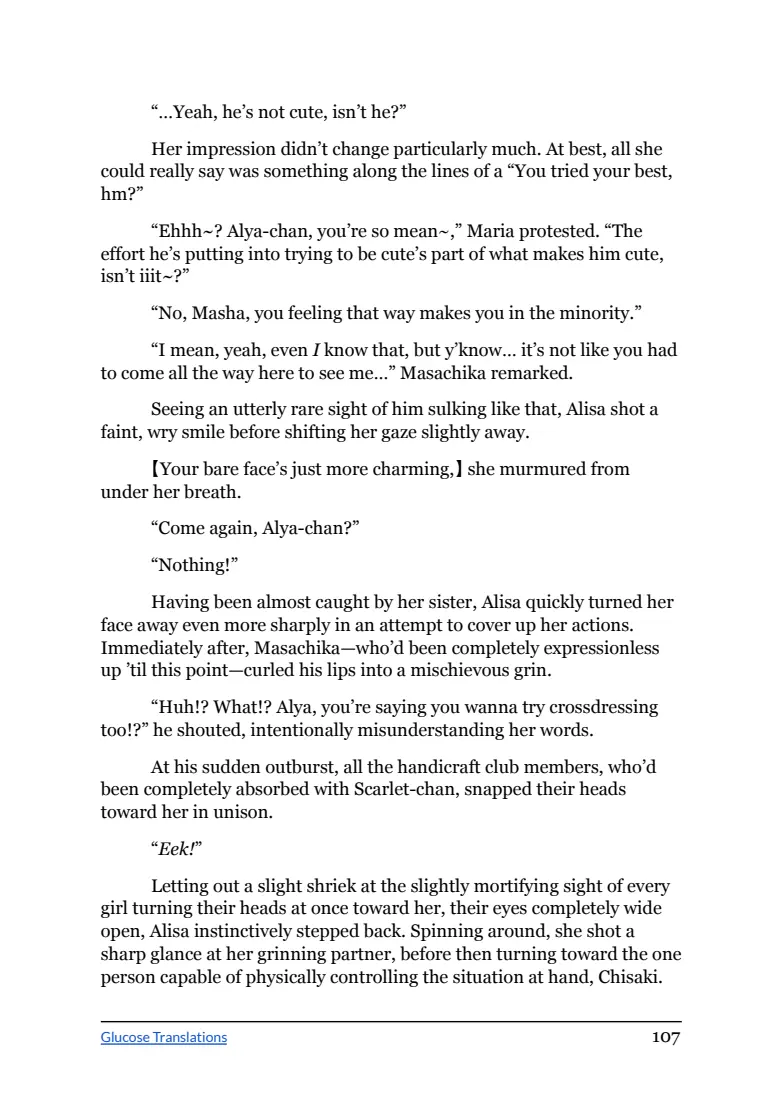 “…Yeah, he’s not cute, isn’t he?”
Her impression didn’t change particularly much. At best, all she
could really say was something along the lines of a “You tried your best,
hm?”
“Ehhh~? Alya-chan, you’re so mean~,” Maria protested. “The
effort he’s putting into trying to be cute’s part of what makes him cute,
isn’t iiit~?”
“No, Masha, you feeling that way makes you in the minority.”
“I mean, yeah, even I know that, but y’know… it’s not like you had
to come all the way here to see me…” Masachika remarked.
Seeing an utterly rare sight of him sulking like that, Alisa shot a
faint, wry smile before shifting her gaze slightly away.
【Your bare face’s just more charming,】 she murmured from
under her breath.
“Come again, Alya-chan?”
“Nothing!”
Having been almost caught by her sister, Alisa quickly turned her
face away even more sharply in an attempt to cover up her actions.
Immediately after, Masachika—who’d been completely expressionless
up ’til this point—curled his lips into a mischievous grin.
“Huh!? What!? Alya, you’re saying you wanna try crossdressing
too!?” he shouted, intentionally misunderstanding her words.
At his sudden outburst, all the handicraft club members, who’d
been completely absorbed with Scarlet-chan, snapped their heads
toward her in unison.
“Eek!”
Letting out a slight shriek at the slightly mortifying sight of every
girl turning their heads at once toward her, their eyes completely wide
open, Alisa instinctively stepped back. Spinning around, she shot a
sharp glance at her grinning partner, before then turning toward the one
person capable of physically controlling the situation at hand, Chisaki.
Glucose Translations 107